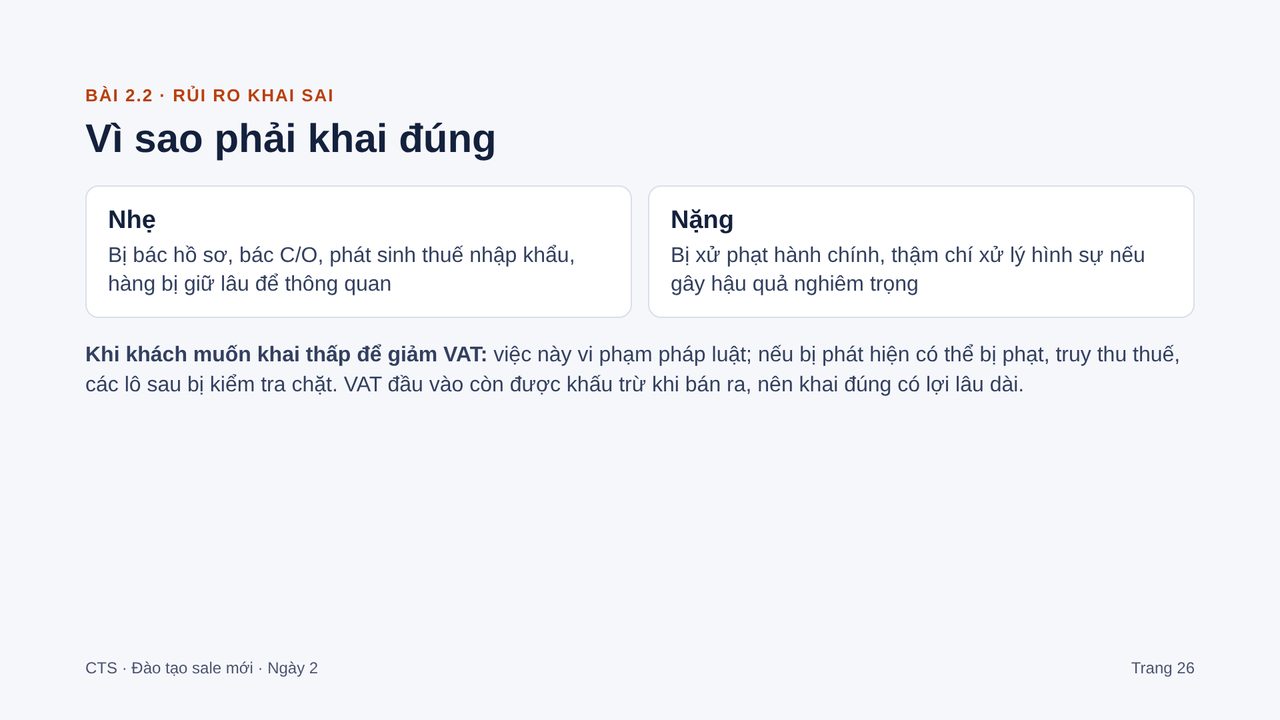 BÀI 2.2 · RỦI RO KHAI SAI
Vì sao phải khai đúng
Nhẹ
Bị bác hồ sơ, bác C/O, phát sinh thuế nhập khẩu,
hàng bị giữ lâu để thông quan
Nặng
Bị xử phạt hành chính, thậm chí xử lý hình sự nếu
gây hậu quả nghiêm trọng
Khi khách muốn khai thấp để giảm VAT: việc này vi phạm pháp luật; nếu bị phát hiện có thể bị phạt, truy thu thuế,
các lô sau bị kiểm tra chặt. VAT đầu vào còn được khấu trừ khi bán ra, nên khai đúng có lợi lâu dài.
CTS · Đào tạo sale mới · Ngày 2
Trang 26